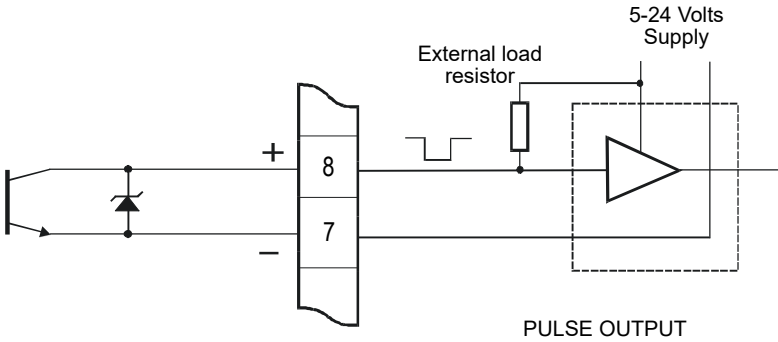 5-24 Volts
Supply
External load
resistor
+
8
7
–
PULSE OUTPUT